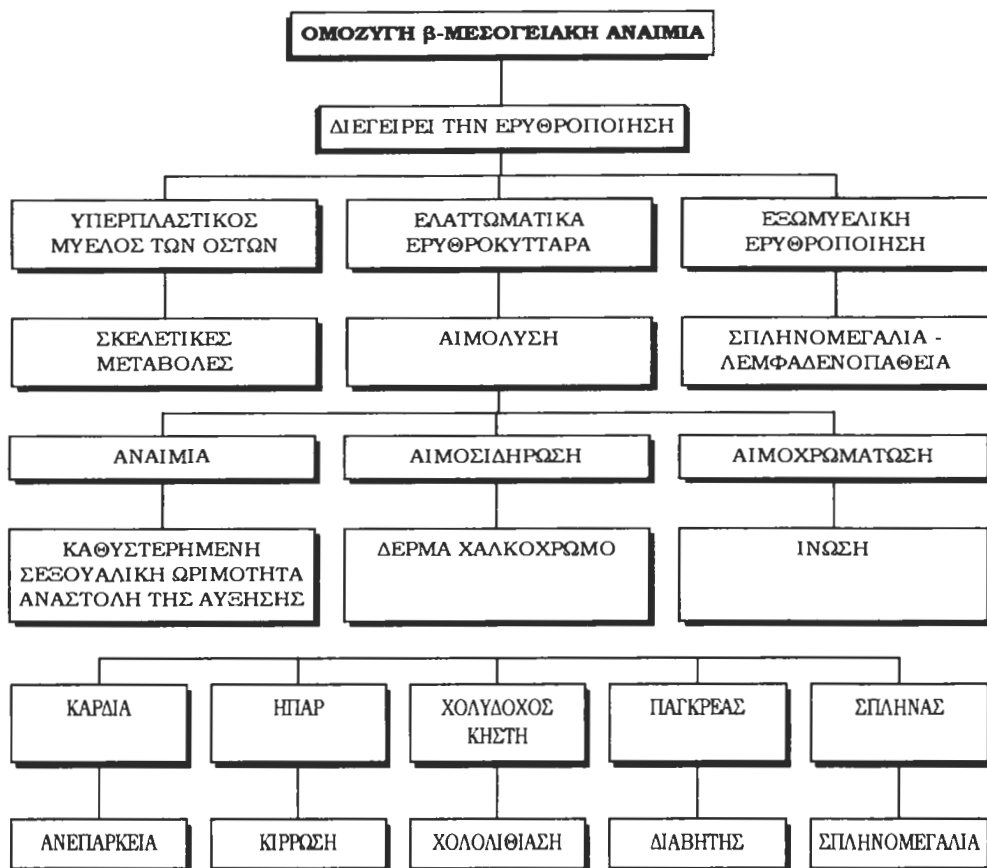 ΟΜΟΖΥΓΗ β-ΜΕΣΟΓΕΙΑΚΗ ΑΝΑΙΜΙΑ
ΔΙΕΓΕΙΡΕΙ ΤΗΝ ΕΡΥΘΡΟΠΟΙΗΣΗ
ΥΠΕΡΠΛΑΣΤΙΚΟΣ
ΜΥΕΛΟΣ ΤΩΝ ΟΣΤΩΝ
ΕΛΑΤΤΩΜΑΤΙΚΑ
ΕΡΥΘΡΟΚΥΤΤΑΡΑ
ΕΞΩΜΥΕΛΙΚΗ
ΕΡΥΘΡΟΠΟΙΗΣΗ
ΣΚΕΛΕΤΙΚΕΣ
ΜΕΤΑΒΟΛΕΣ
ΑΙΜΟΛΥΣΗ
ΣΠΛΗΝΟΜΕΓΑΛΙΑ -
ΛΕΜΦΑΔΕΝΟΠΑΘΕΙΑ
ΑΝΑΙΜΙΑ
ΑΙΜΟΣΙΔΗΡΩΣΗ
ΑΙΜΟΧΡΩΜΑΤΩΣΗ
ΚΑΘΥΣΤΕΡΗΜΕΝΗ
ΣΕΞΟΥΑΛΙΚΗ ΩΡΙΜΟΤΗΤΑ
ΑΝΑΣΤΟΛΗ ΤΗΣ ΑΥΞΗΣΗΣ
ΔΕΡΜΑ ΧΑΛΚΟΧΡΩΜΟ
ΙΝΩΣΗ
ΚΑΡΔΙΑ
ΗΠΑΡ
ΧΟΛΥΔΟΧΟΣ
ΚΗΣΤΗ
ΠΑΓΚΡΕΑΣ
ΣΠΛΗΝΑΣ
ΑΝΕΠΑΡΚΕΙΑ
ΚΙΡΡΩΣΗ
ΧΟΛΟΛΙΘΙΑΣΗ
ΔΙΑΒΗΤΗΣ
ΣΠΛΗΝΟΜΕΓΑΛΙΑ